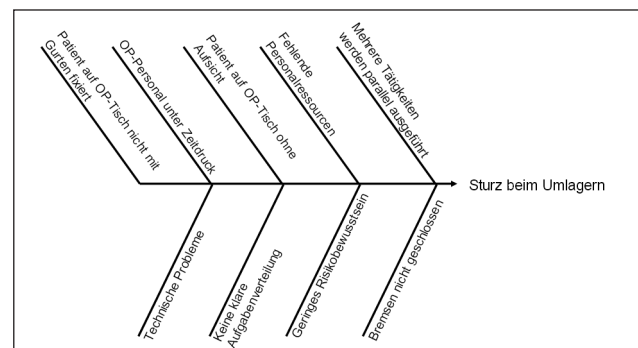 Patient auf OP-Tisch nicht mit
Gurten fixiert
OP-Personal unter Zeitdruck
Patient auf OP-Tisch ohne
Aufsicht
Fehlende
Personalressourcen
Mehrere Tätigkeiten
werden parallel ausgeführt
Sturz beim Umlagern
Technische Probleme
Keine klare
Aufgabenverteilung
Geringes Risikobewusstsein
Bremsen nicht geschlossen